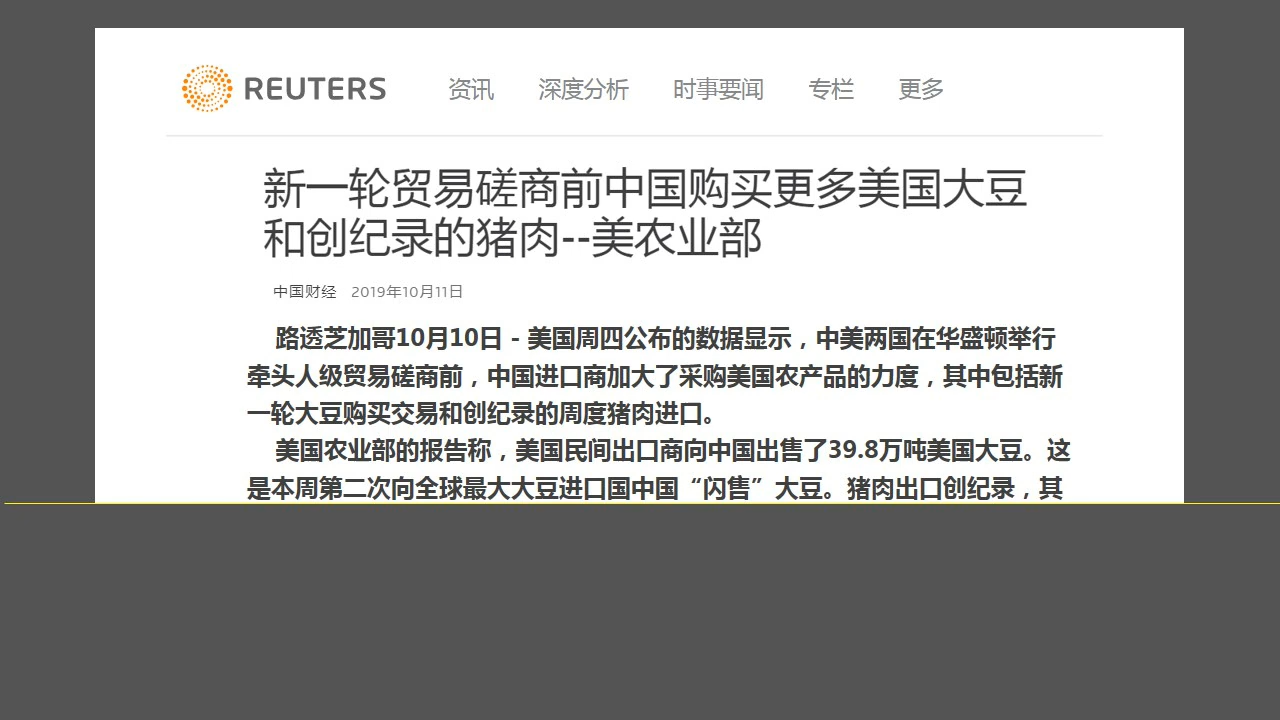 REUTERS 资讯 深度分析 时事要闻 专栏 更多
新一轮贸易磋商前中国购买更多美国大豆
和创纪录的猪肉--美农业部
中国财经 2019年10月11日
路透芝加哥10月10日 - 美国周四公布的数据显示，中美两国在华盛顿举行
牵头人级贸易磋商前，中国进口商加大了采购美国农产品的力度，其中包括新
一轮大豆购买交易和创纪录的周度猪肉进口。
美国农业部的报告称，美国民间出口商向中国出售了39.8万吨美国大豆。这
是本周第二次向全球最大大豆进口国中国“闪售”大豆。猪肉出口创纪录，其